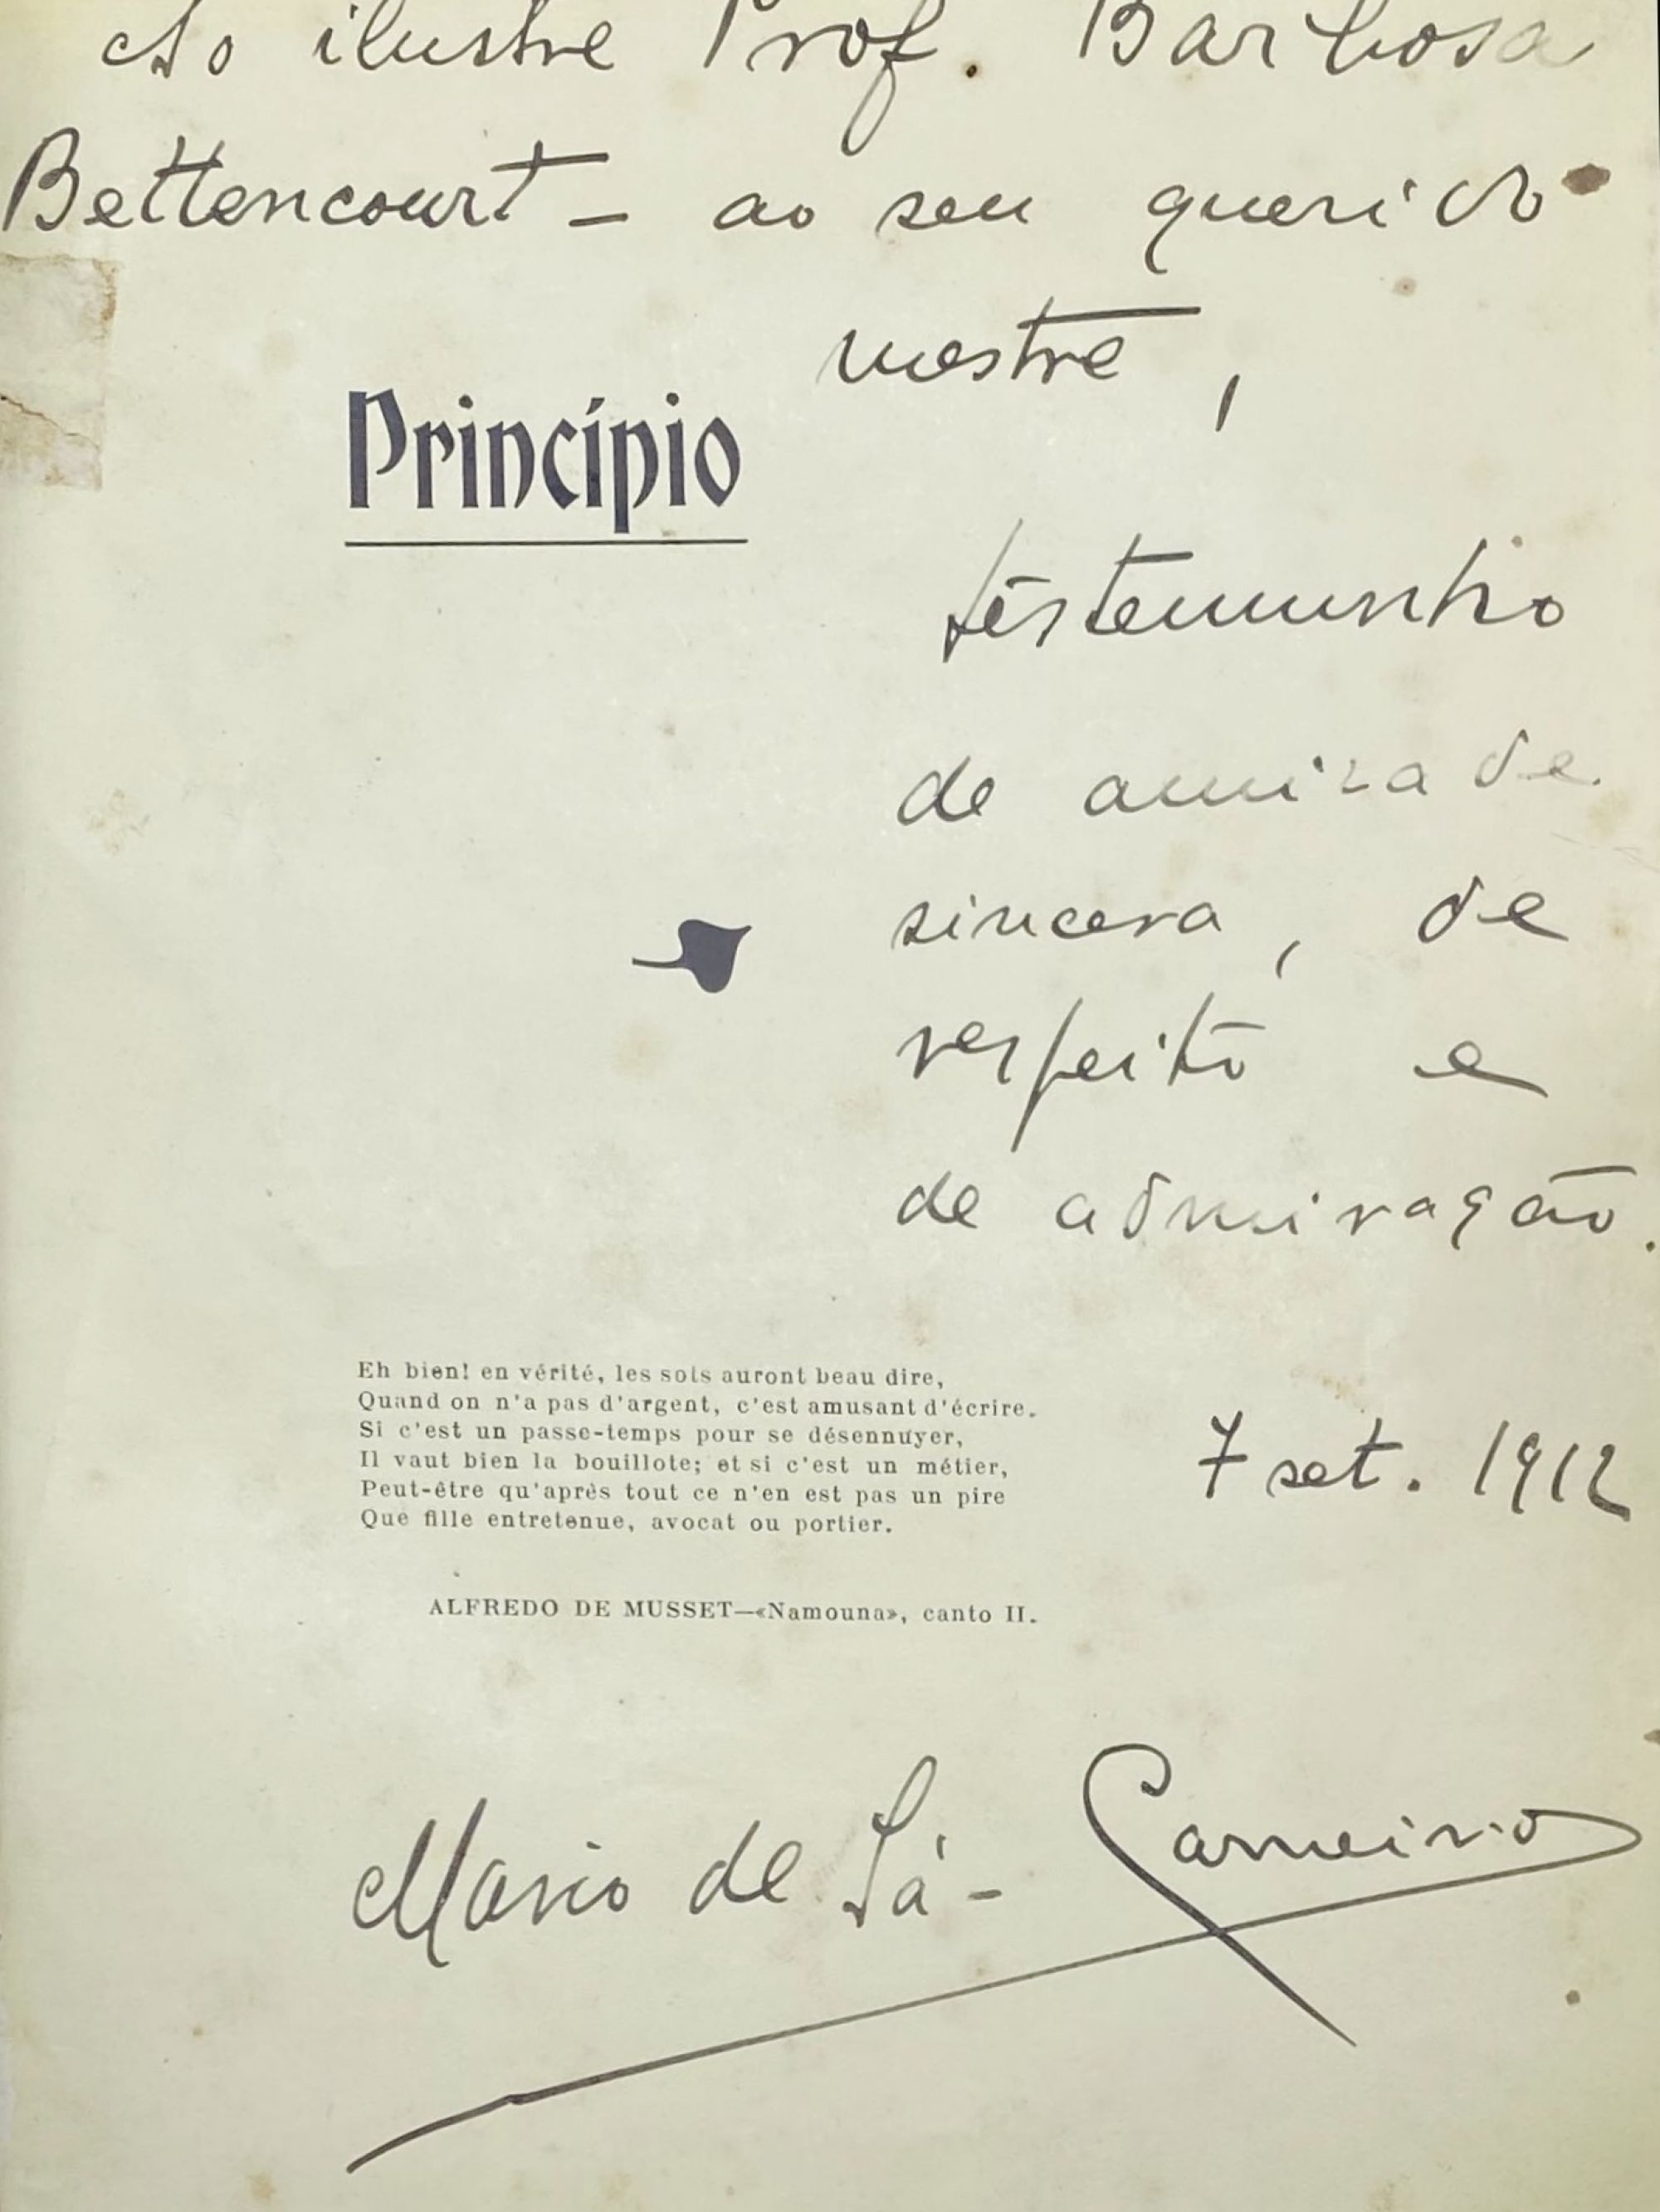 Ao ilustre Prof. Barbosa
Bettencourt – ao seu querido
mestre,
Princípio
testemunho
de amizade
sincera, de
respeito e
de admiração.
Eh bien! en vérité, les sots auront beau dire,
Quand on n'a pas d'argent, c'est amusant d'écrire.
Si c'est un passe-temps pour se désennuyer,
Il vaut bien la bouillote; et si c'est un métier,
Peut-être qu'après tout ce n'en est pas un pire
Que fille entretenue, avocat ou portier.
7 set. 1912
ALFREDO DE MUSSET—«Namouna», canto II.
Mario de Sá-Carneiro